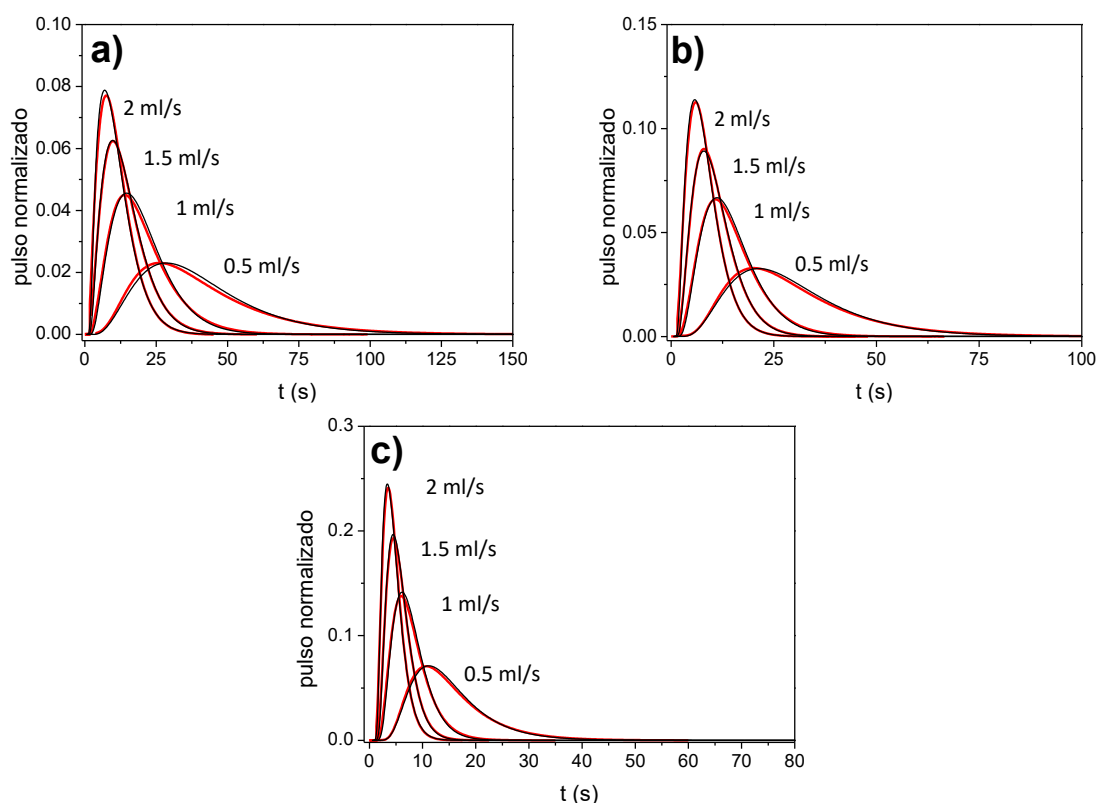 a)
pulso normalizado
0.10
0.08
0.06
0.04
0.02
0.00
2 ml/s
1.5 ml/s
1 ml/s
0.5 ml/s
0 25 50 75 100 125 150
t (s)
b)
pulso normalizado
0.15
0.10
0.05
0.00
2 ml/s
1.5 ml/s
1 ml/s
0.5 ml/s
0 25 50 75 100
t (s)
c)
pulso normalizado
0.3
0.2
0.1
0.0
2 ml/s
1.5 ml/s
1 ml/s
0.5 ml/s
0 10 20 30 40 50 60 70 80
t (s)